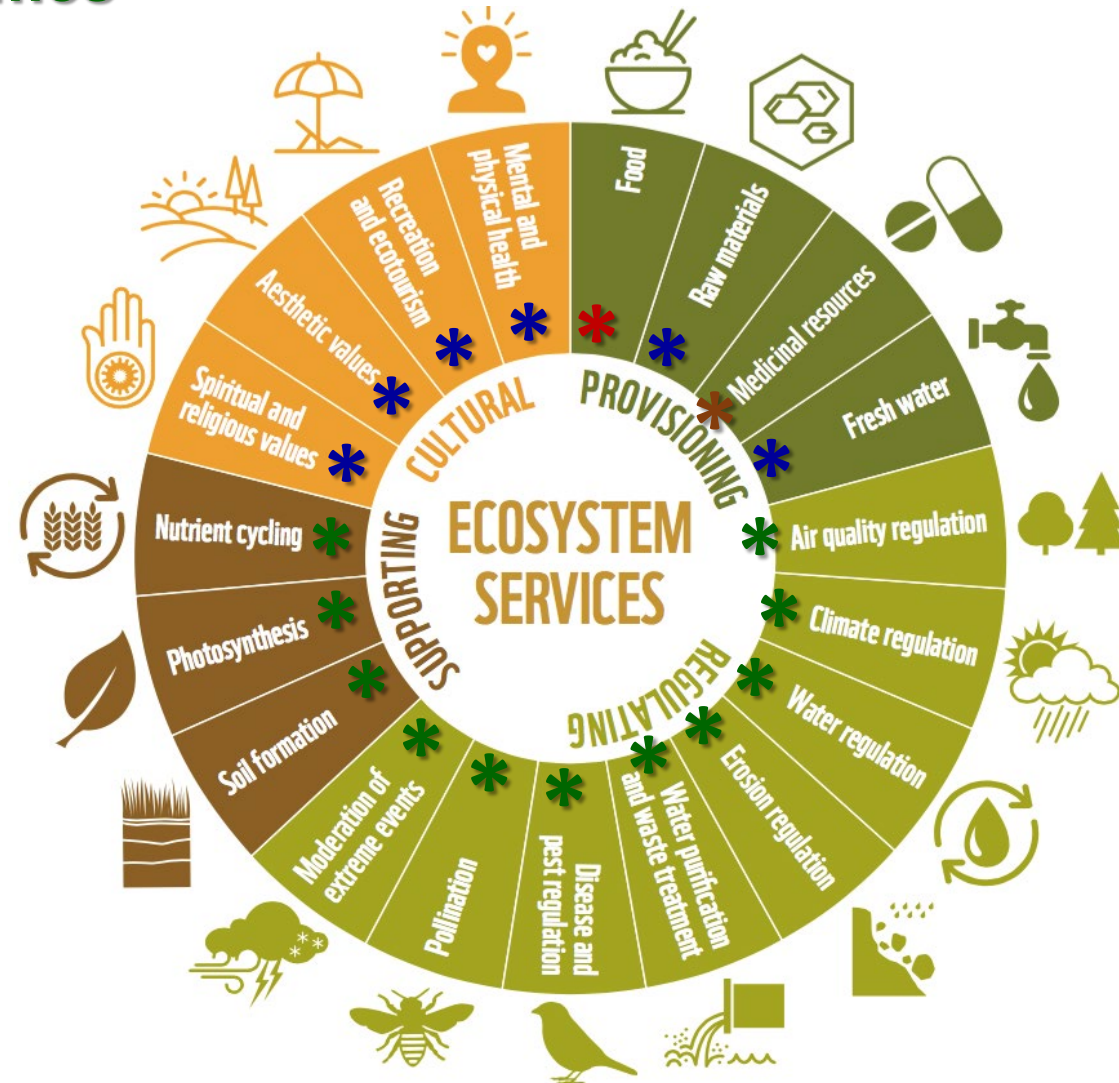 ECOSYSTEM
SERVICES
PROVISIONING
Food
Raw materials
Medicinal resources
Fresh water
REGULATING
Air quality regulation
Climate regulation
Water regulation
Erosion regulation
Water purification
and waste treatment
Disease and
pest regulation
Pollination
Moderation of
extreme events
SUPPORTING
Soil formation
Photosynthesis
Nutrient cycling
CULTURAL
Spiritual and
religious values
Aesthetic values
Recreation
and ecotourism
Mental and
physical health